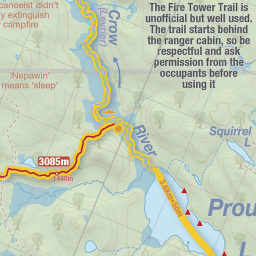 canoeist didn't
extinguish
campfire
'Nepawin'
means 'sleep'
Crow
(Laurier)
The Fire Tower Trail is
unofficial but well used.
The trail starts behind
the ranger cabin, so be
respectful and ask
permission from the
occupants before
using it
River
Squirrel
L
3085m
1440m
Prou
L